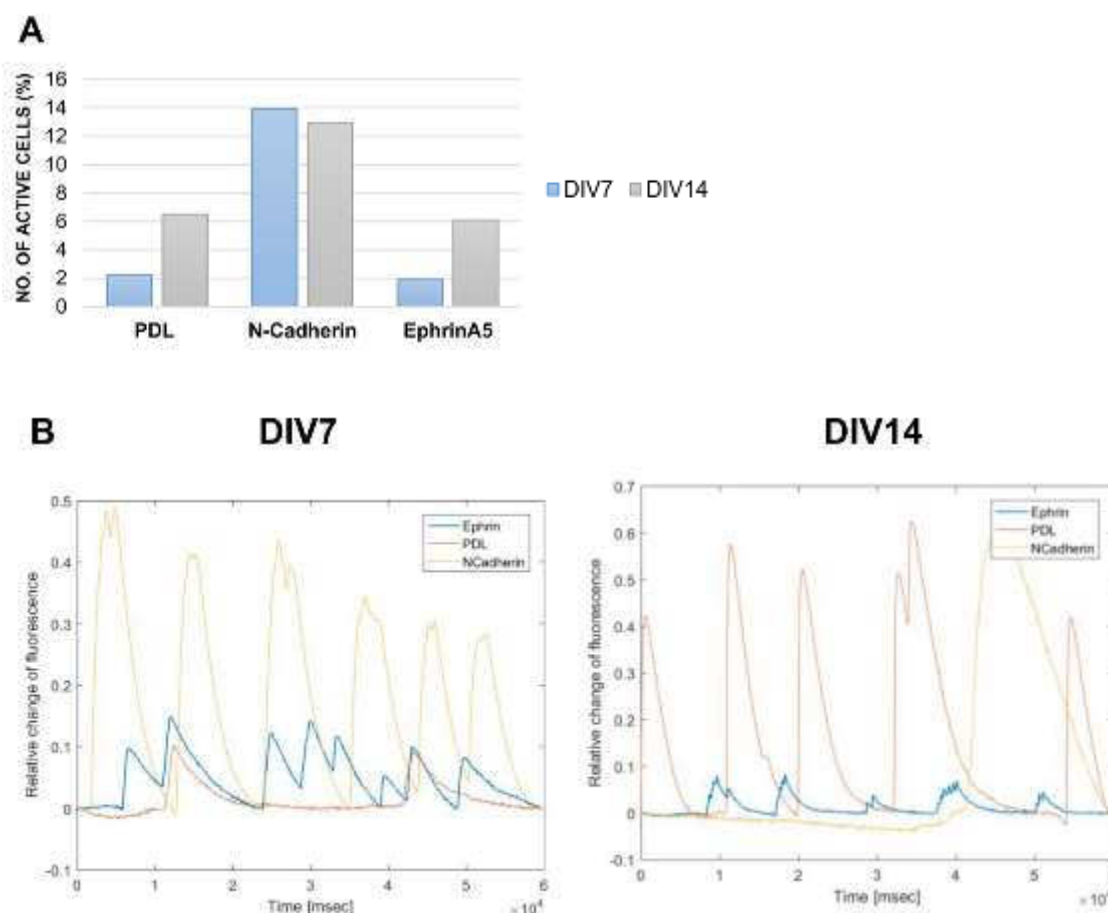 A
NO. OF ACTIVE CELLS (%)
16
14
12
10
8
6
4
2
0
PDL
N-Cadherin
EphrinA5
DIV7
DIV14
B
DIV7
DIV14
Relative change of fluorescence
0.5
0.4
0.3
0.2
0.1
0
-0.1
Ephrin
PDL
NCadherin
0
1
2
3
4
5
6
Time [msec]
×10⁴
Relative change of fluorescence
0.7
0.6
0.5
0.4
0.3
0.2
0.1
0
-0.1
Ephrin
PDL
NCadherin
0
1
2
3
4
5
Time [msec]